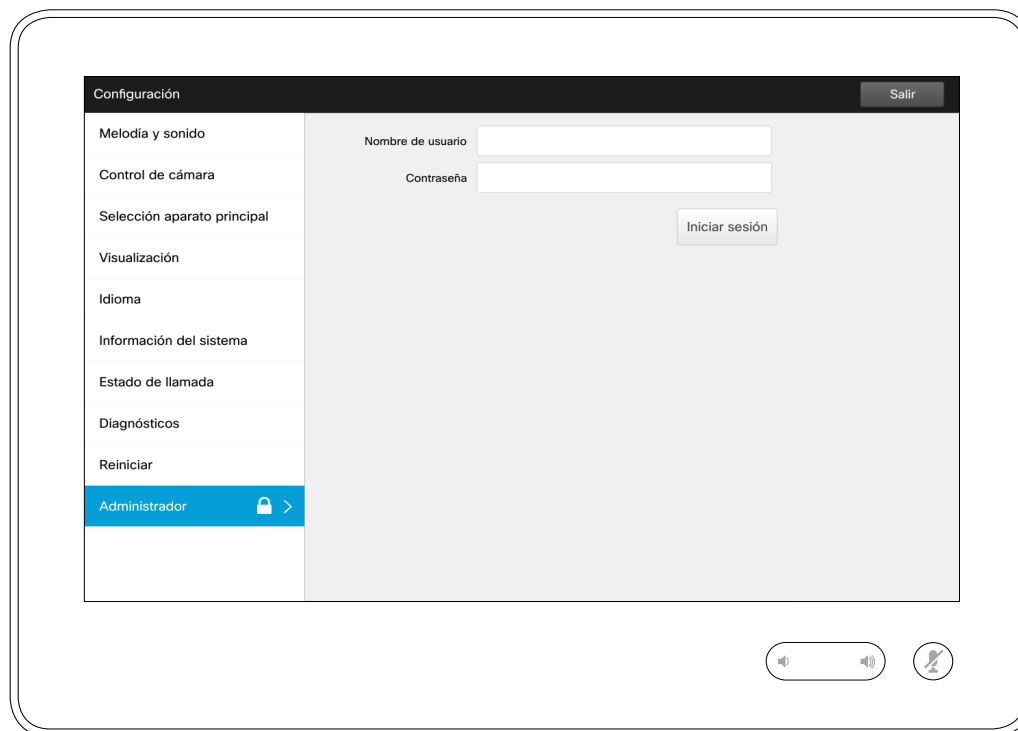 Configuración
Salir
Melodía y sonido
Control de cámara
Selección aparato principal
Visualización
Idioma
Información del sistema
Estado de llamada
Diagnósticos
Reiniciar
Administrador
Nombre de usuario
Contraseña
Iniciar sesión